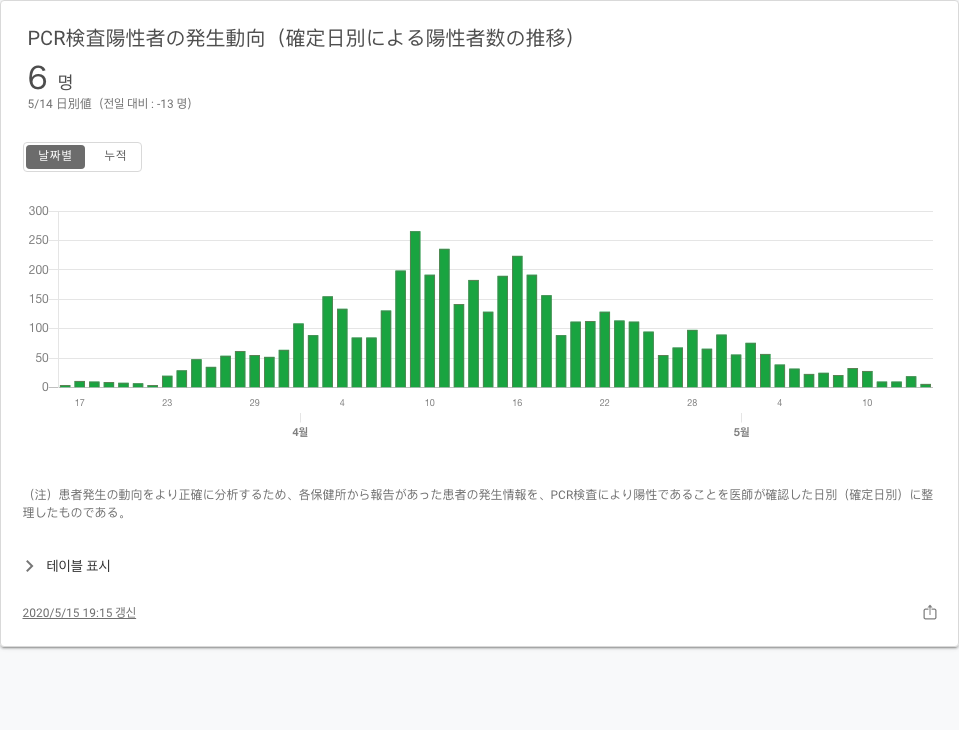 PCR検査陽性者の発生動向（確定日別による陽性者数の推移）
6 명
5/14 日別値（전일 대비 : -13 명）
날짜별 누적
300
250
200
150
100
50
0
17 23 29 4 10 16 22 28 4 10
4월 5월
（注）患者発生の動向をより正確に分析するため、各保健所から報告があった患者の発生情報を、PCR検査により陽性であることを医師が確認した日別（確定日別）に整
理したものである。
테이블 표시
2020/5/15 19:15 갱신